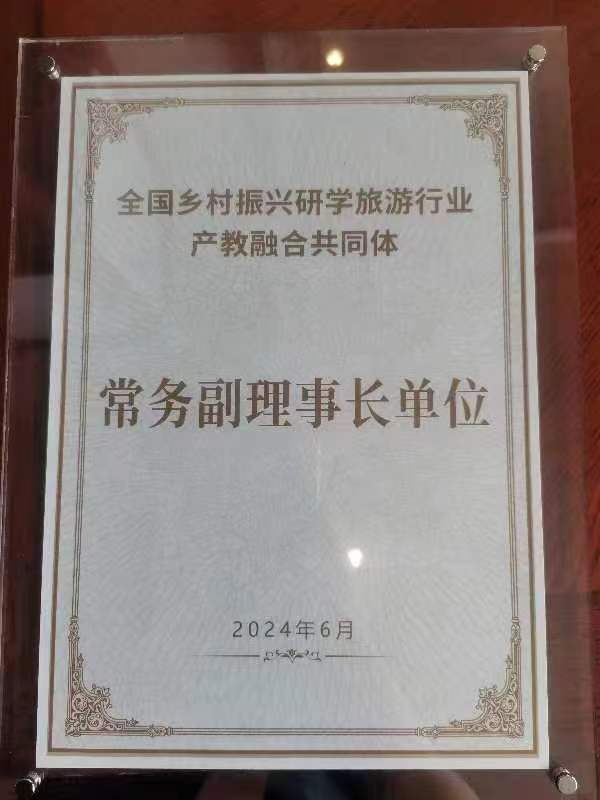 全国乡村振兴研学旅游行业
产教融合共同体
常务副理事长单位
2024年6月